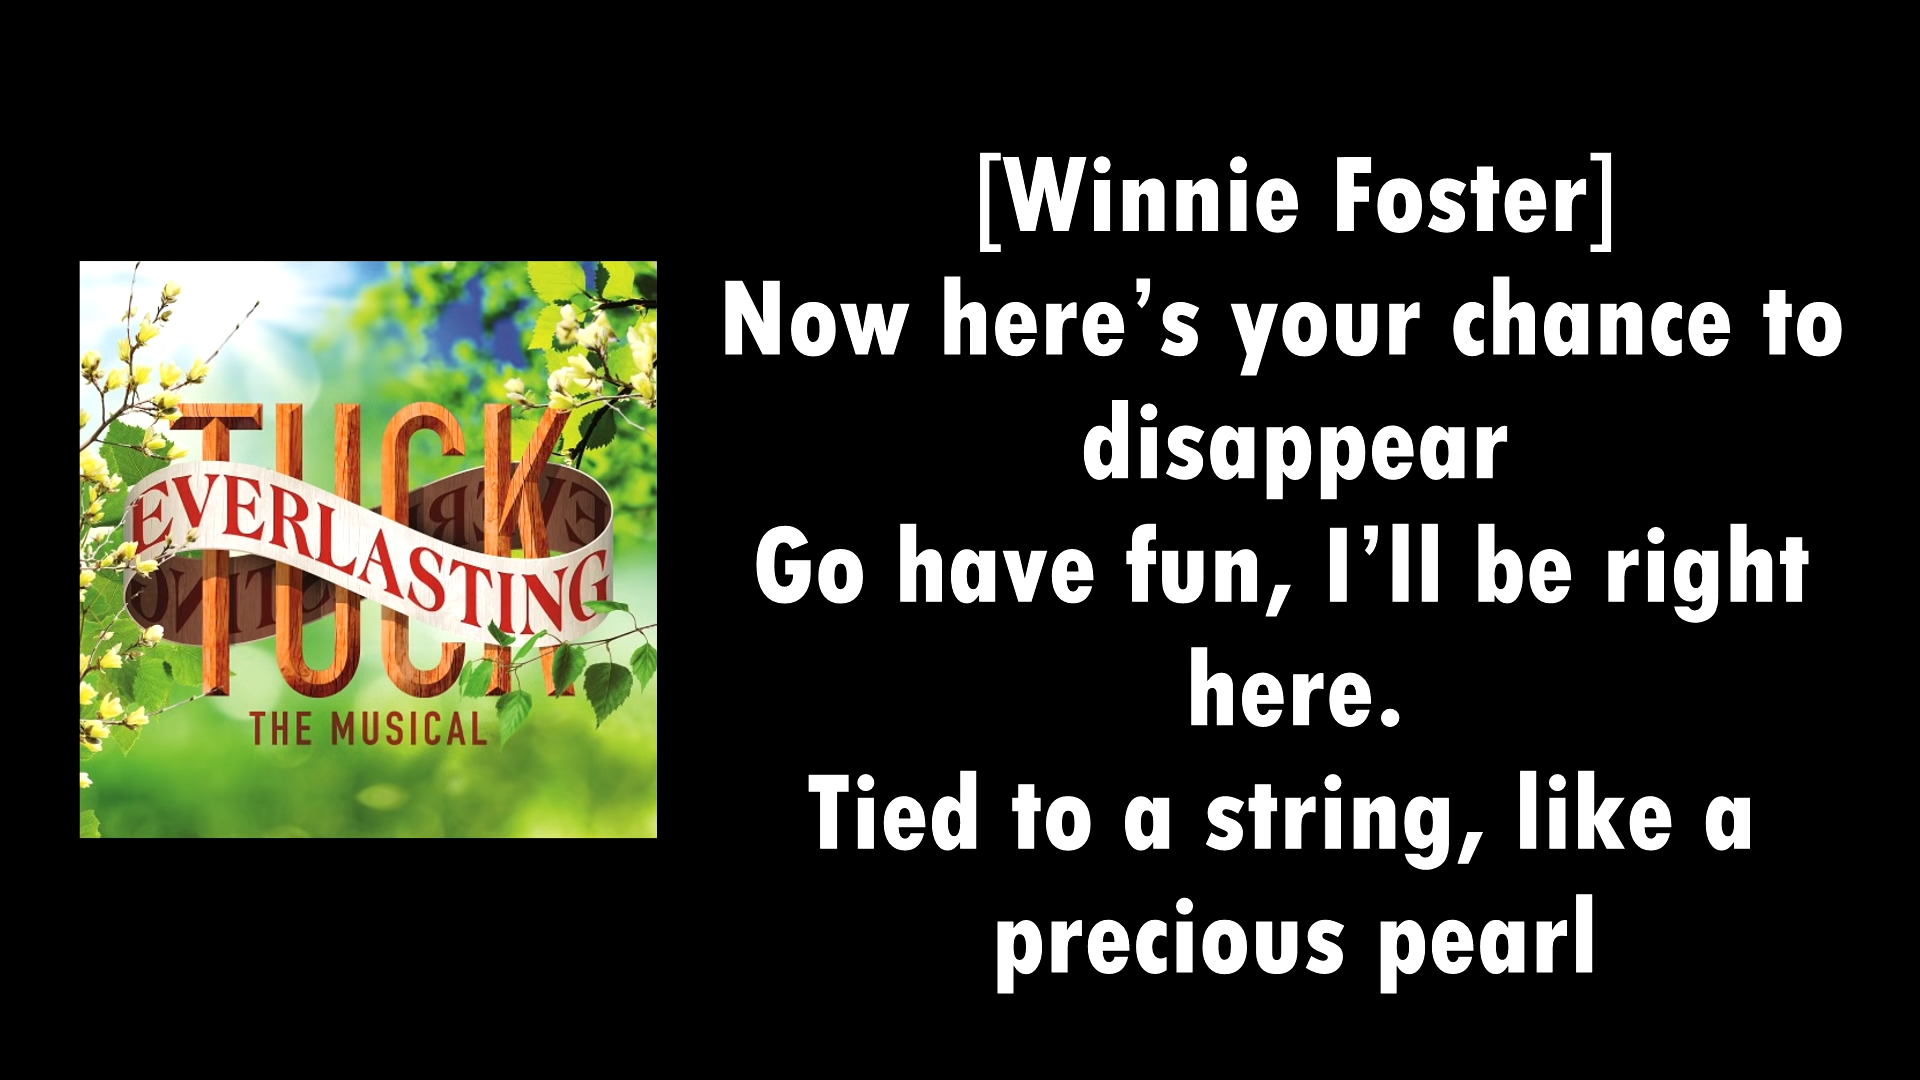 TUCK
EVERLASTING
THE MUSICAL
[Winnie Foster]
Now here’s your chance to
disappear
Go have fun, I’ll be right
here.
Tied to a string, like a
precious pearl